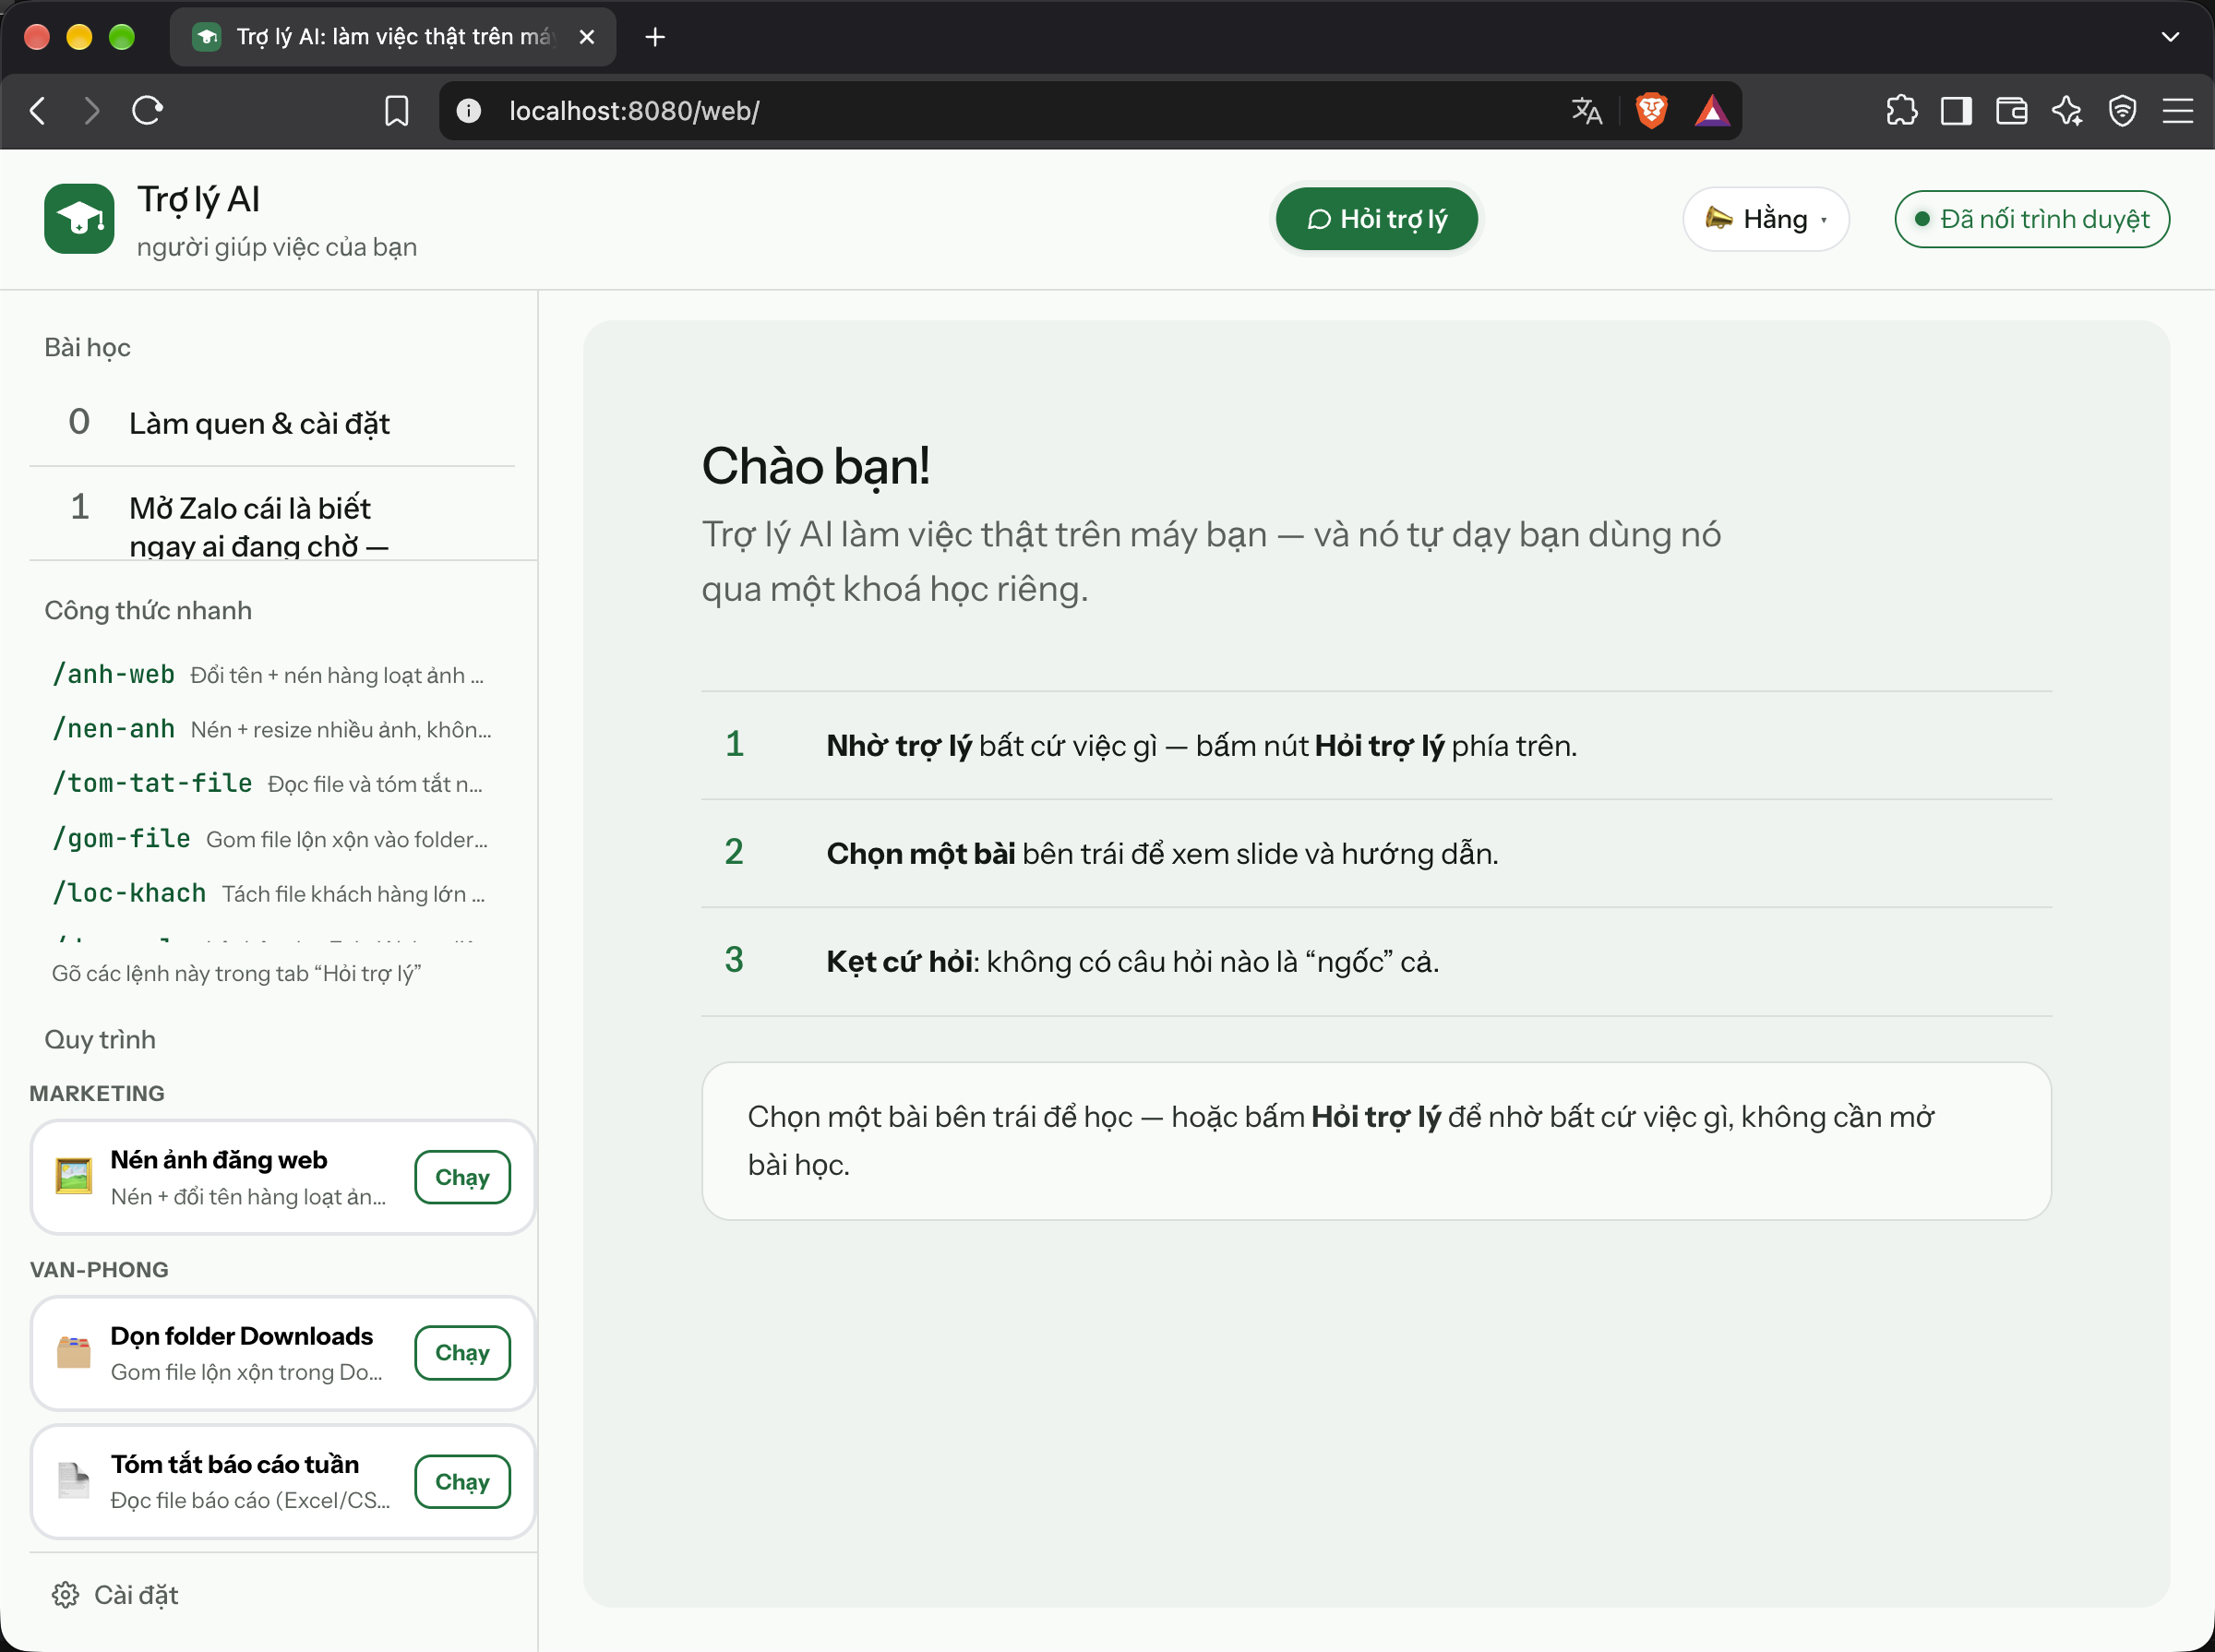 Trợ lý AI: làm việc thật trên má
localhost:8080/web/
Trợ lý AI
người giúp việc của bạn
Hỏi trợ lý
Hằng
Đã nối trình duyệt
Bài học
0 Làm quen & cài đặt
1 Mở Zalo cái là biết
ngay ai đang chờ —
Công thức nhanh
/anh-web Đổi tên + nén hàng loạt ảnh ...
/nen-anh Nén + resize nhiều ảnh, khôn...
/tom-tat-file Đọc file và tóm tắt n...
/gom-file Gom file lộn xộn vào folder...
/loc-khach Tách file khách hàng lớn ...
Gõ các lệnh này trong tab “Hỏi trợ lý”
Quy trình
MARKETING
Nén ảnh đăng web
Nén + đổi tên hàng loạt ản...
Chạy
VAN-PHONG
Dọn folder Downloads
Gom file lộn xộn trong Do...
Chạy
Tóm tắt báo cáo tuần
Đọc file báo cáo (Excel/CS...
Chạy
Cài đặt
Chào bạn!
Trợ lý AI làm việc thật trên máy bạn — và nó tự dạy bạn dùng nó
qua một khoá học riêng.
1 Nhờ trợ lý bất cứ việc gì — bấm nút Hỏi trợ lý phía trên.
2 Chọn một bài bên trái để xem slide và hướng dẫn.
3 Kẹt cứ hỏi: không có câu hỏi nào là “ngốc” cả.
Chọn một bài bên trái để học — hoặc bấm Hỏi trợ lý để nhờ bất cứ việc gì, không cần mở
bài học.